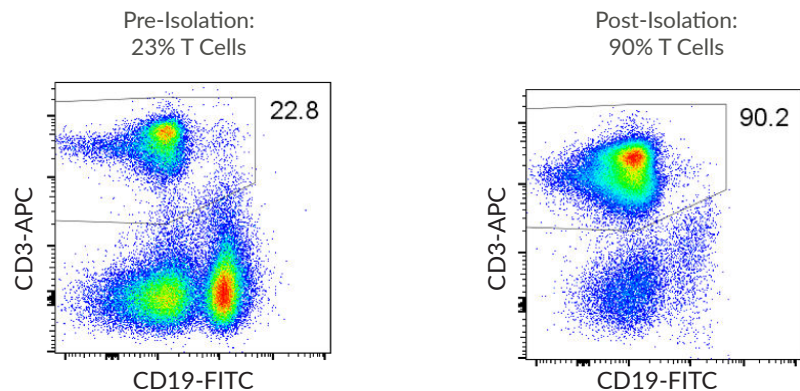 Pre-Isolation:
23% T Cells
22.8
CD3-APC
CD19-FITC
Post-Isolation:
90% T Cells
90.2
CD3-APC
CD19-FITC